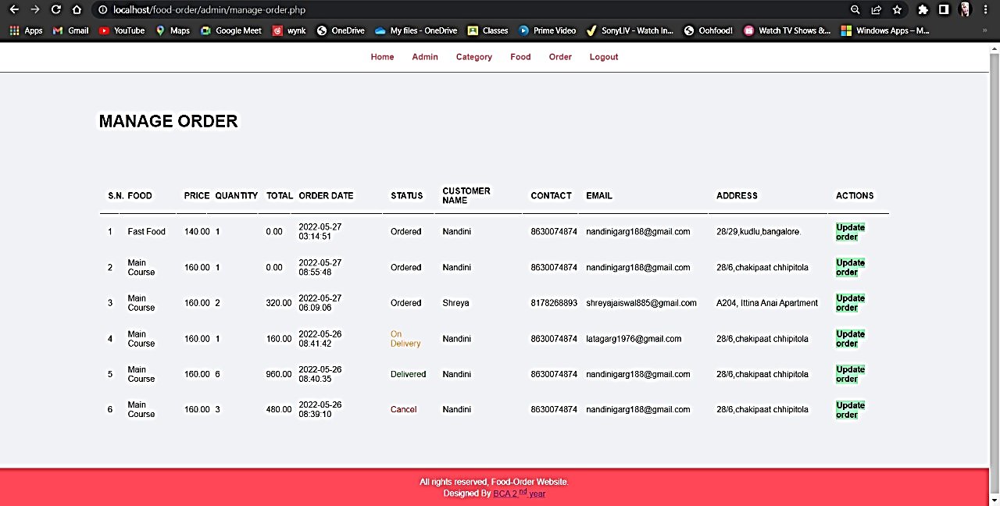 localhost/food-order/admin/manage-order.php
Apps Gmail YouTube Maps Google Meet wynk OneDrive My files - OneDrive Classes Prime Video SonyLIV - Watch In... Oohfood! Watch TV Shows &... Windows Apps – M... »
Home Admin Category Food Order Logout
MANAGE ORDER
S.N. FOOD PRICE QUANTITY TOTAL ORDER DATE STATUS CUSTOMER NAME CONTACT EMAIL ADDRESS ACTIONS
1 Fast Food 140.00 1 0.00 2022-05-27 03:14:51 Ordered Nandini 8630074874 nandinigarg188@gmail.com 28/29,kudlu,bangalore. Update order
2 Main Course 160.00 1 0.00 2022-05-27 08:55:48 Ordered Nandini 8630074874 nandinigarg188@gmail.com 28/6,chakipaat chhipitola Update order
3 Main Course 160.00 2 320.00 2022-05-27 06:09:06 Ordered Shreya 8178268893 shreyajaiswal885@gmail.com A204, Ittina Anai Apartment Update order
4 Main Course 160.00 1 160.00 2022-05-26 08:41:42 On Delivery Nandini 8630074874 latagarg1976@gmail.com 28/6,chakipaat chhipitola Update order
5 Main Course 160.00 6 960.00 2022-05-26 08:40:35 Delivered Nandini 8630074874 nandinigarg188@gmail.com 28/6,chakipaat chhipitola Update order
6 Main Course 160.00 3 480.00 2022-05-26 08:39:10 Cancel Nandini 8630074874 nandinigarg188@gmail.com 28/6,chakipaat chhipitola Update order
All rights reserved, Food-Order Website.
Designed By BCA 2 nd year